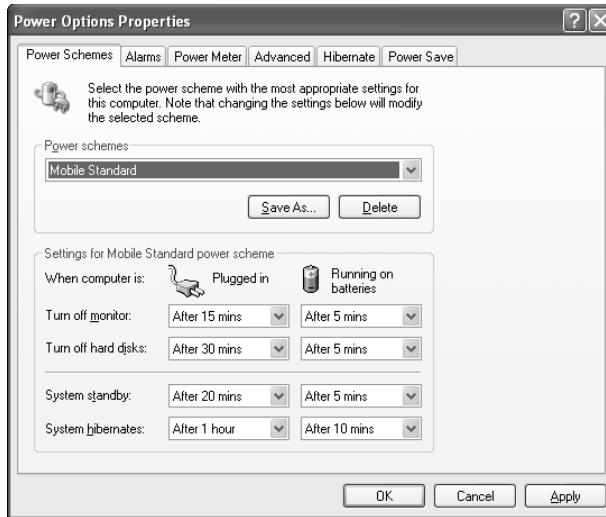 Power Options Properties
Power Schemes Alarms Power Meter Advanced Hibernate Power Save
Select the power scheme with the most appropriate settings for
this computer. Note that changing the settings below will modify
the selected scheme.
Power schemes
Mobile Standard
Save As... Delete
Settings for Mobile Standard power scheme
When computer is: Plugged in Running on
batteries
Turn off monitor: After 15 mins After 5 mins
Turn off hard disks: After 30 mins After 5 mins
System standby: After 20 mins After 5 mins
System hibernates: After 1 hour After 10 mins
OK Cancel Apply